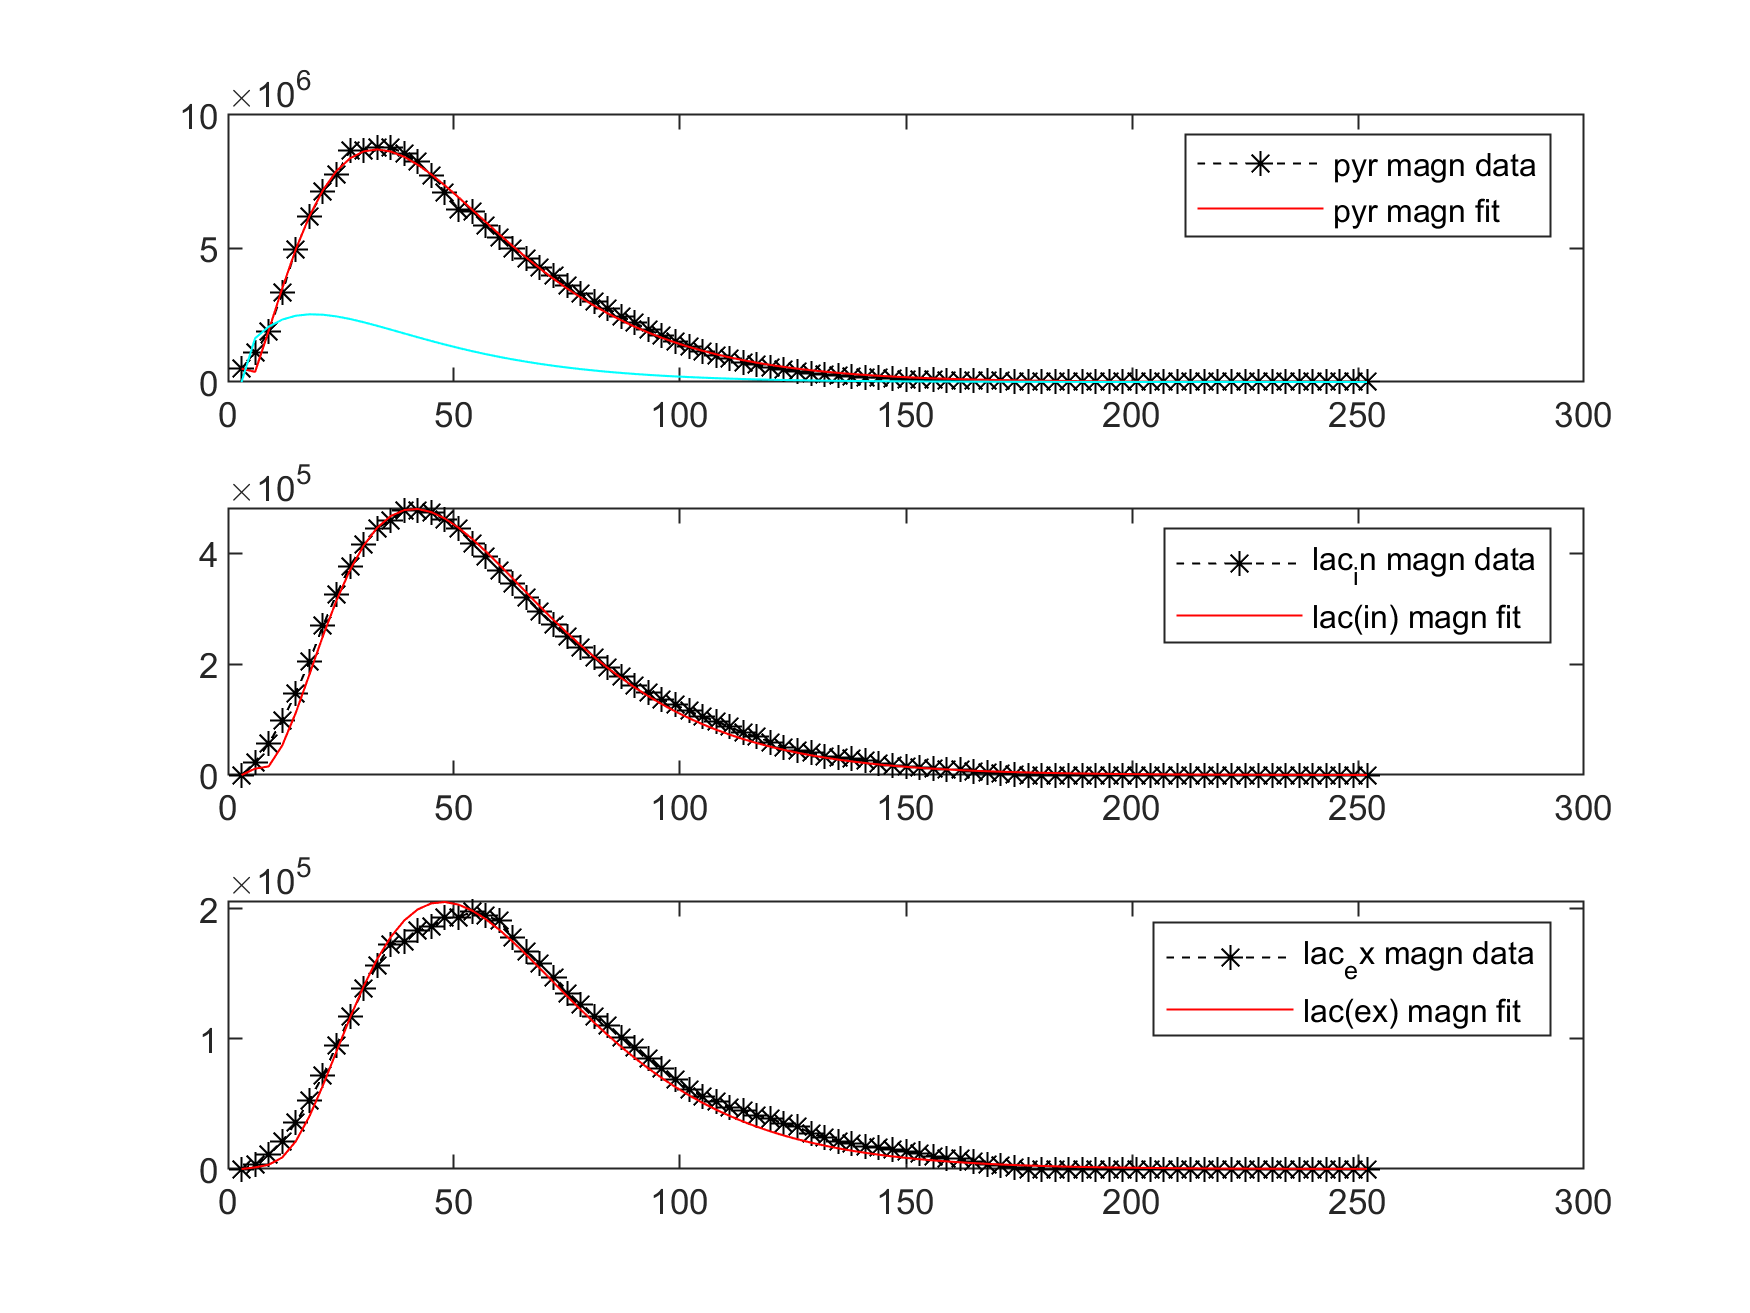 ×10^6
10
5
0
0 50 100 150 200 250 300
pyr magn data
pyr magn fit
×10^5
4
2
0
0 50 100 150 200 250 300
lac_in magn data
lac(in) magn fit
×10^5
2
1
0
0 50 100 150 200 250 300
lac_ex magn data
lac(ex) magn fit